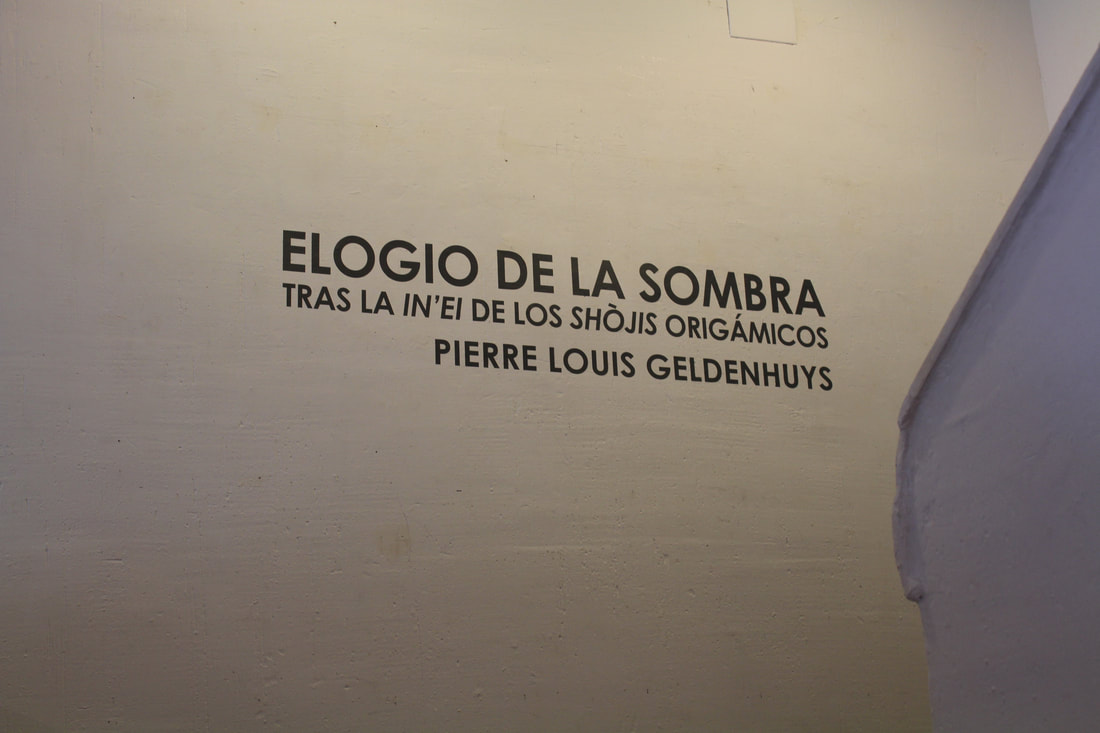 ELOGIO DE LA SOMBRA
TRAS LA IN'EI DE LOS SHÒJIS ORIGÁMICOS
PIERRE LOUIS GELDENHUYS